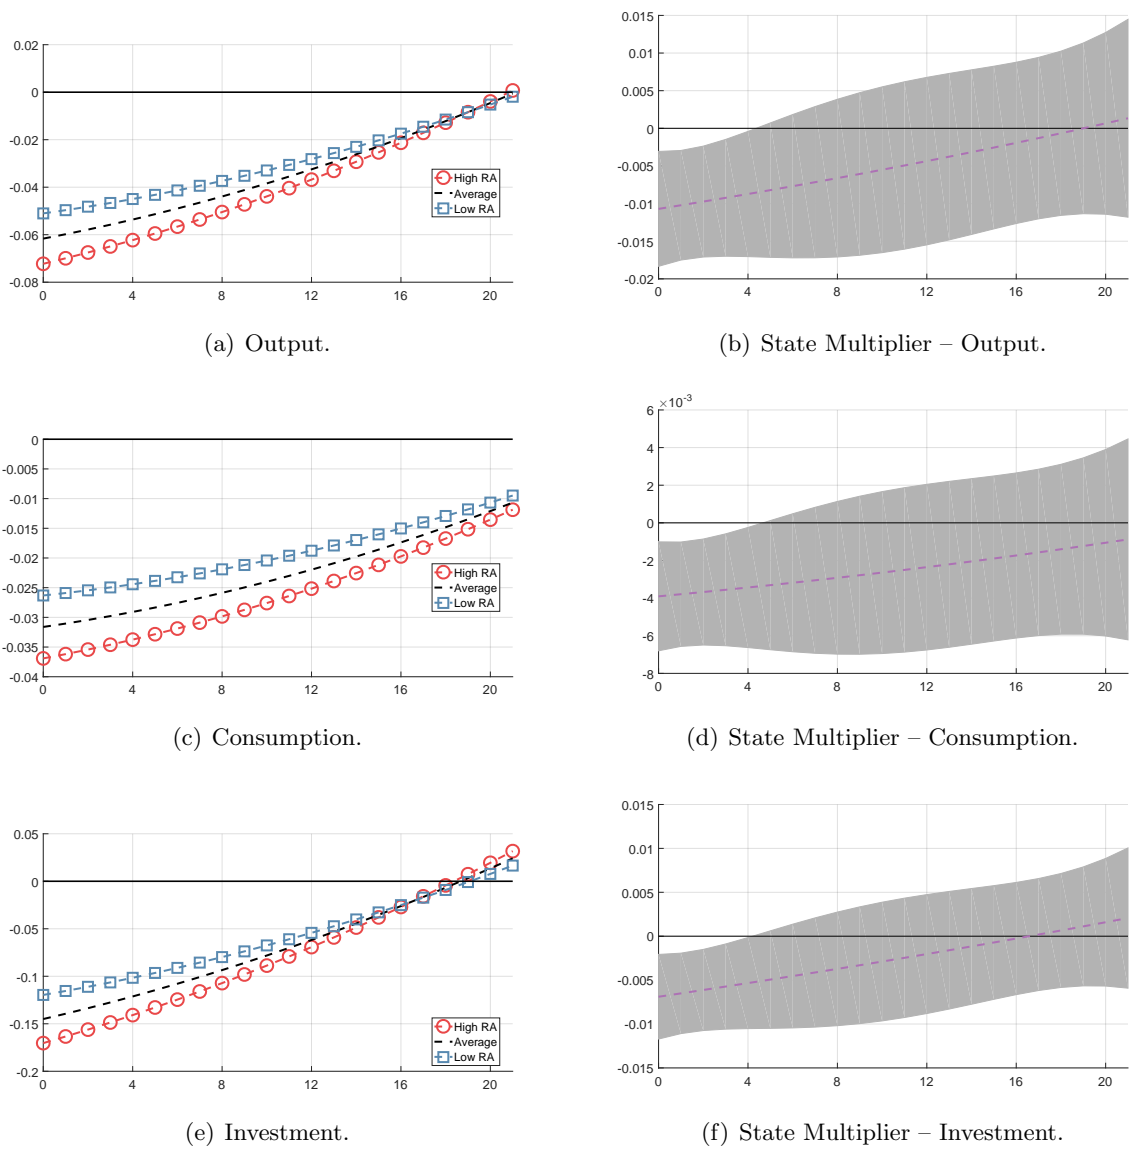 0.02
0
-0.02
-0.04
-0.06
-0.08
0 4 8 12 16 20
High RA
Average
Low RA
(a) Output.
0.015
0.01
0.005
0
-0.005
-0.01
-0.015
-0.02
0 4 8 12 16 20
(b) State Multiplier – Output.
0
-0.005
-0.01
-0.015
-0.02
-0.025
-0.03
-0.035
-0.04
0 4 8 12 16 20
High RA
Average
Low RA
(c) Consumption.
×10-3
6
4
2
0
-2
-4
-6
-8
0 4 8 12 16 20
(d) State Multiplier – Consumption.
0.05
0
-0.05
-0.1
-0.15
-0.2
0 4 8 12 16 20
High RA
Average
Low RA
(e) Investment.
0.015
0.01
0.005
0
-0.005
-0.01
-0.015
0 4 8 12 16 20
(f) State Multiplier – Investment.